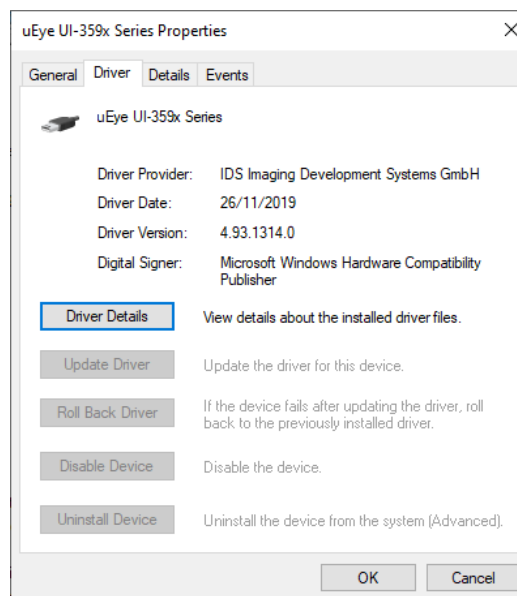 uEye UI-359x Series Properties
General Driver Details Events
uEye UI-359x Series
Driver Provider: IDS Imaging Development Systems GmbH
Driver Date: 26/11/2019
Driver Version: 4.93.1314.0
Digital Signer: Microsoft Windows Hardware Compatibility
Publisher
Driver Details View details about the installed driver files.
Update Driver Update the driver for this device.
Roll Back Driver If the device fails after updating the driver, roll
back to the previously installed driver.
Disable Device Disable the device.
Uninstall Device Uninstall the device from the system (Advanced).
OK Cancel